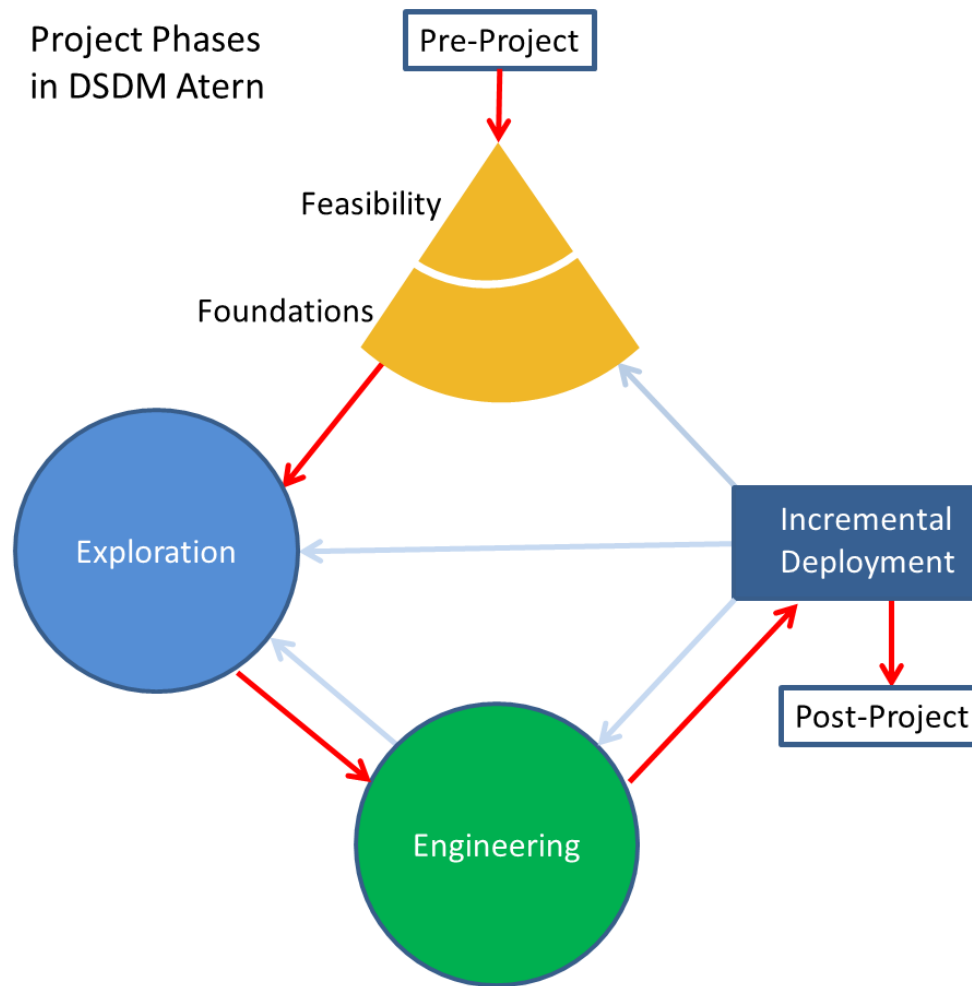 Project Phases
in DSDM Atern
Pre-Project
Feasibility
Foundations
Exploration
Incremental
Deployment
Post-Project
Engineering